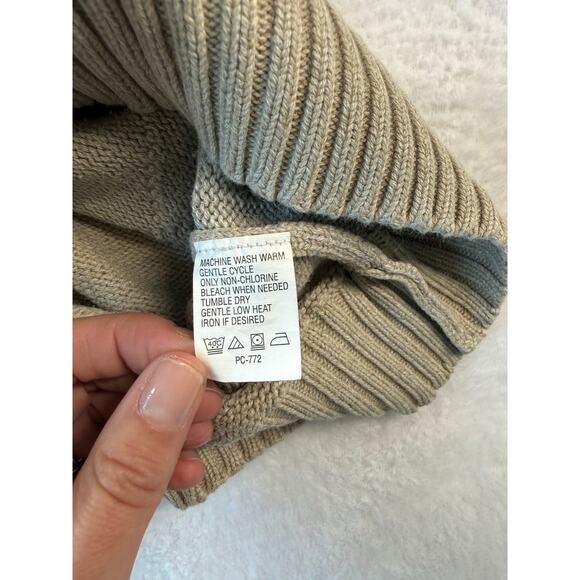 MACHINE WASH WARM
GENTLE CYCLE
ONLY NON-CHLORINE
BLEACH WHEN NEEDED
TUMBLE DRY
GENTLE LOW HEAT
IRON IF DESIRED
40C
PC-772